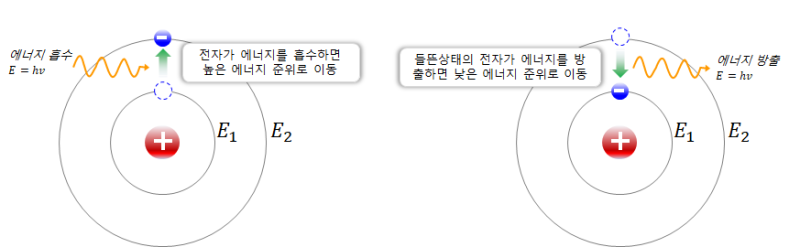 에너지 흡수
E = hν
전자가 에너지를 흡수하면
높은 에너지 준위로 이동
E₁
E₂
들뜬상태의 전자가 에너지를 방
출하면 낮은 에너지 준위로 이동
에너지 방출
E = hν
E₁
E₂